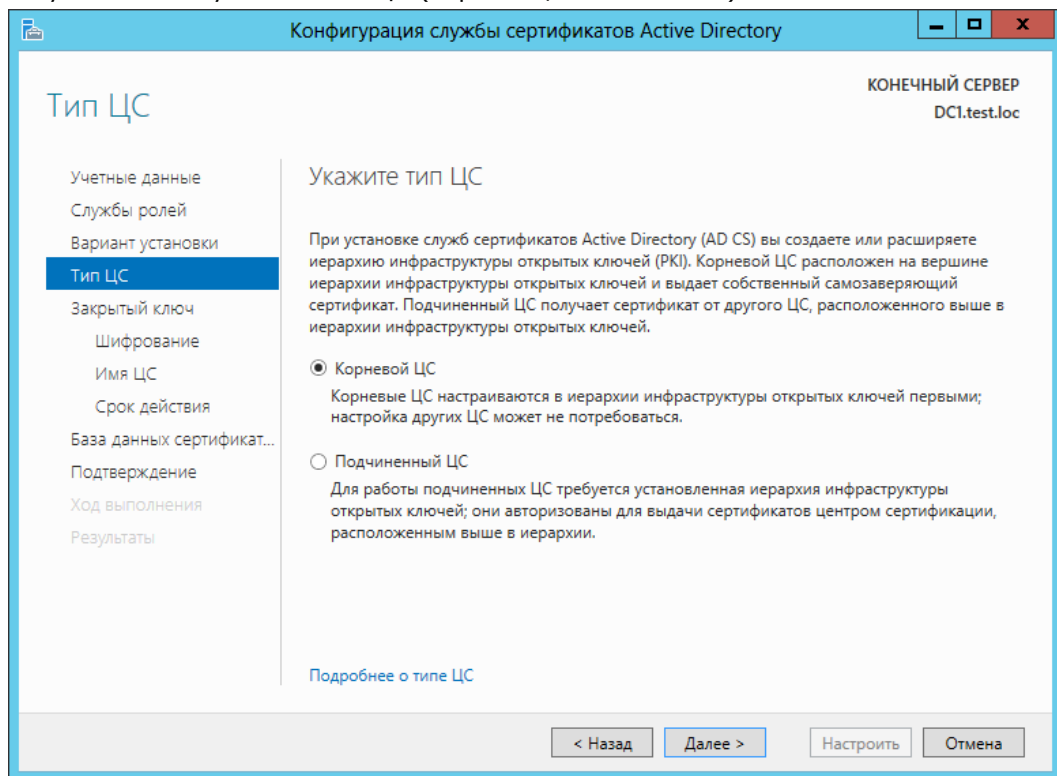 Конфигурация службы сертификатов Active Directory
Тип ЦС
КОНЕЧНЫЙ СЕРВЕР
DC1.test.loc
Учетные данные
Службы ролей
Вариант установки
Тип ЦС
Закрытый ключ
Шифрование
Имя ЦС
Срок действия
База данных сертификат...
Подтверждение
Ход выполнения
Результаты
Укажите тип ЦС
При установке служб сертификатов Active Directory (AD CS) вы создаете или расширяете
иерархию инфраструктуры открытых ключей (PKI). Корневой ЦС расположен на вершине
иерархии инфраструктуры открытых ключей и выдает собственный самозаверяющий
сертификат. Подчиненный ЦС получает сертификат от другого ЦС, расположенного выше в
иерархии инфраструктуры открытых ключей.
Корневой ЦС
Корневые ЦС настраиваются в иерархии инфраструктуры открытых ключей первыми;
настройка других ЦС может не потребоваться.
Подчиненный ЦС
Для работы подчиненных ЦС требуется установленная иерархия инфраструктуры
открытых ключей; они авторизованы для выдачи сертификатов центром сертификации,
расположенным выше в иерархии.
Подробнее о типе ЦС
< Назад Далее > Настроить Отмена